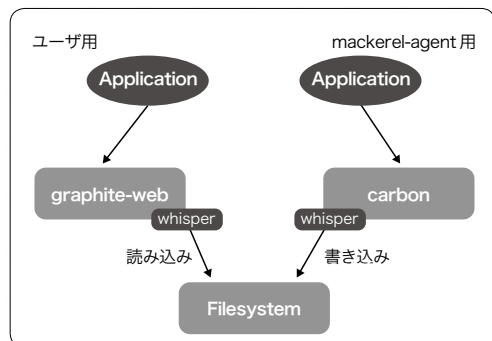 ユーザ用
mackerel-agent 用
Application
Application
graphite-web
carbon
whisper
whisper
読み込み
書き込み
Filesystem